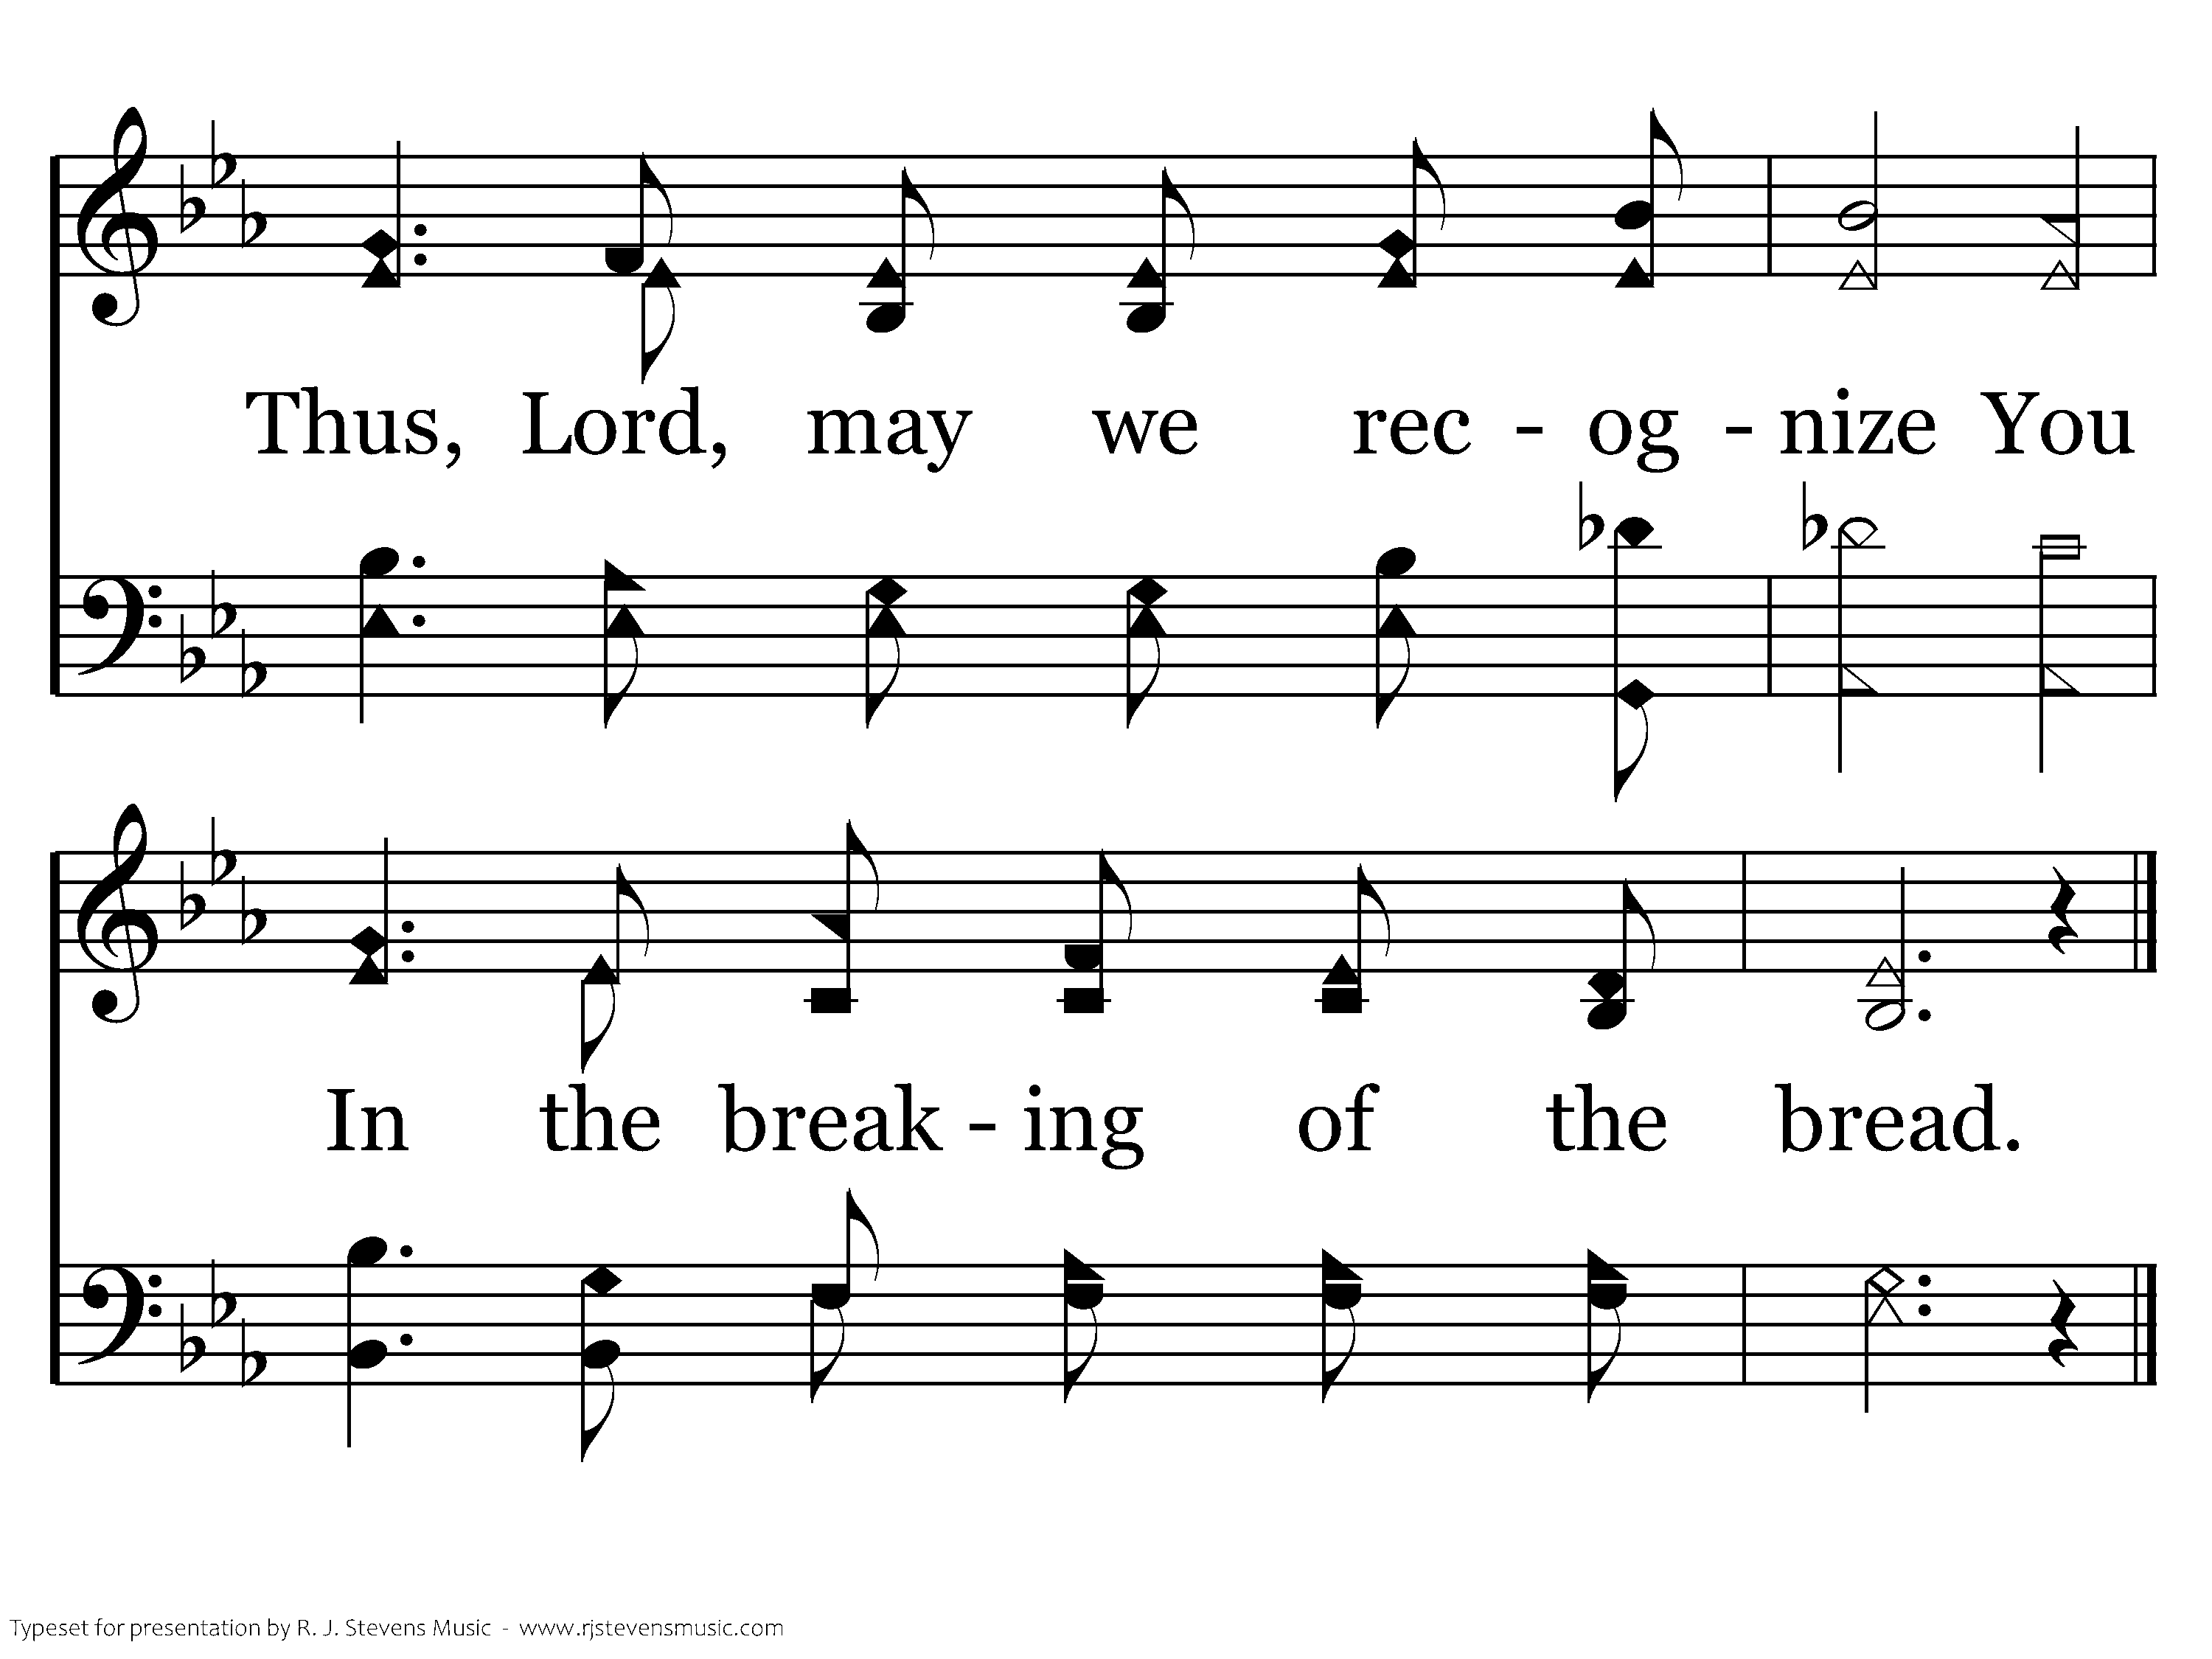 Thus, Lord, may we rec - og - nize You
In the break - ing of the bread.
Typeset for presentation by R. J. Stevens Music - www.rjstevensmusic.com